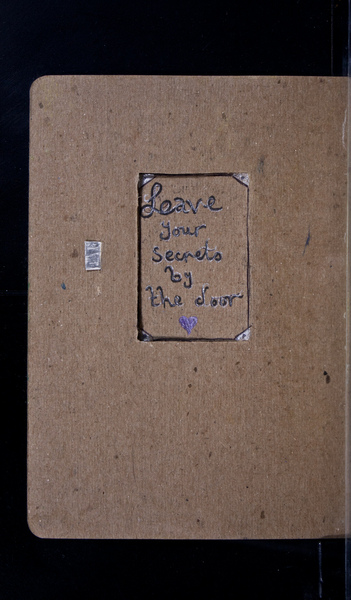 Leave
your
secrets
by
the door